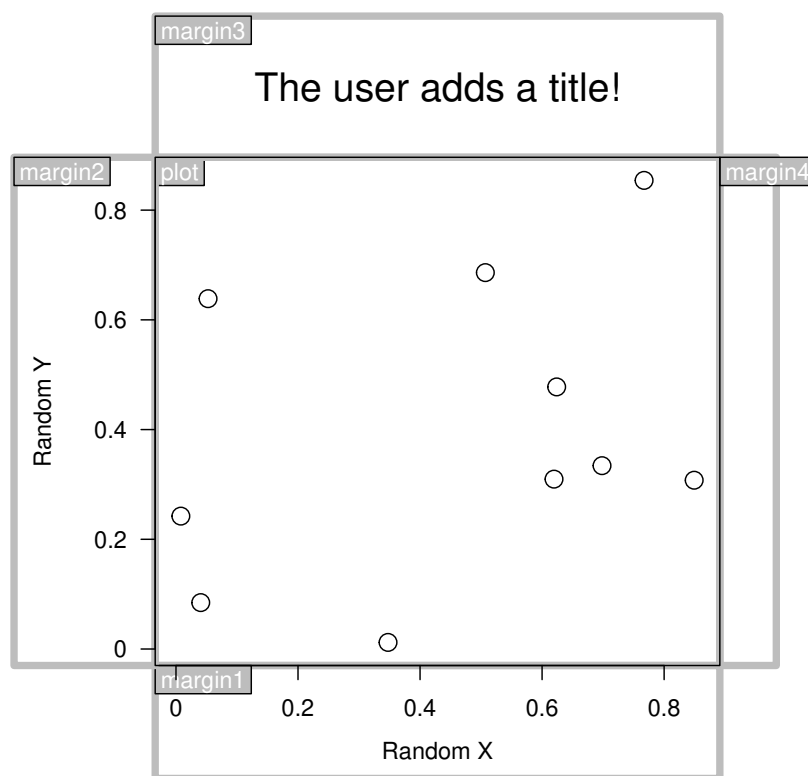 margin3
The user adds a title!
margin2
plot
margin4
0.8
0.6
0.4
0.2
0
Random Y
margin1
0 0.2 0.4 0.6 0.8
Random X